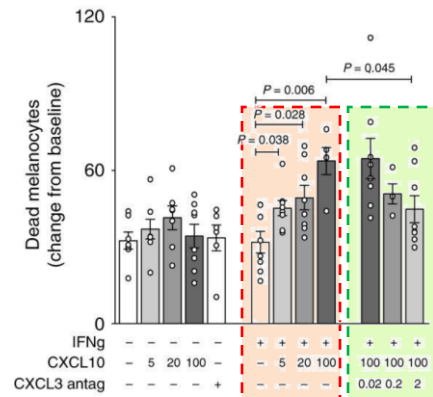 Dead melanocytes
(change from baseline)
120
60
0
P = 0.045
P = 0.006
P = 0.028
P = 0.038
IFNg – – – – – + + + + + + +
CXCL10 – 5 20 100 – – 5 20 100 100 100 100
CXCL3 antag – – – – + – – – – 0.02 0.2 2